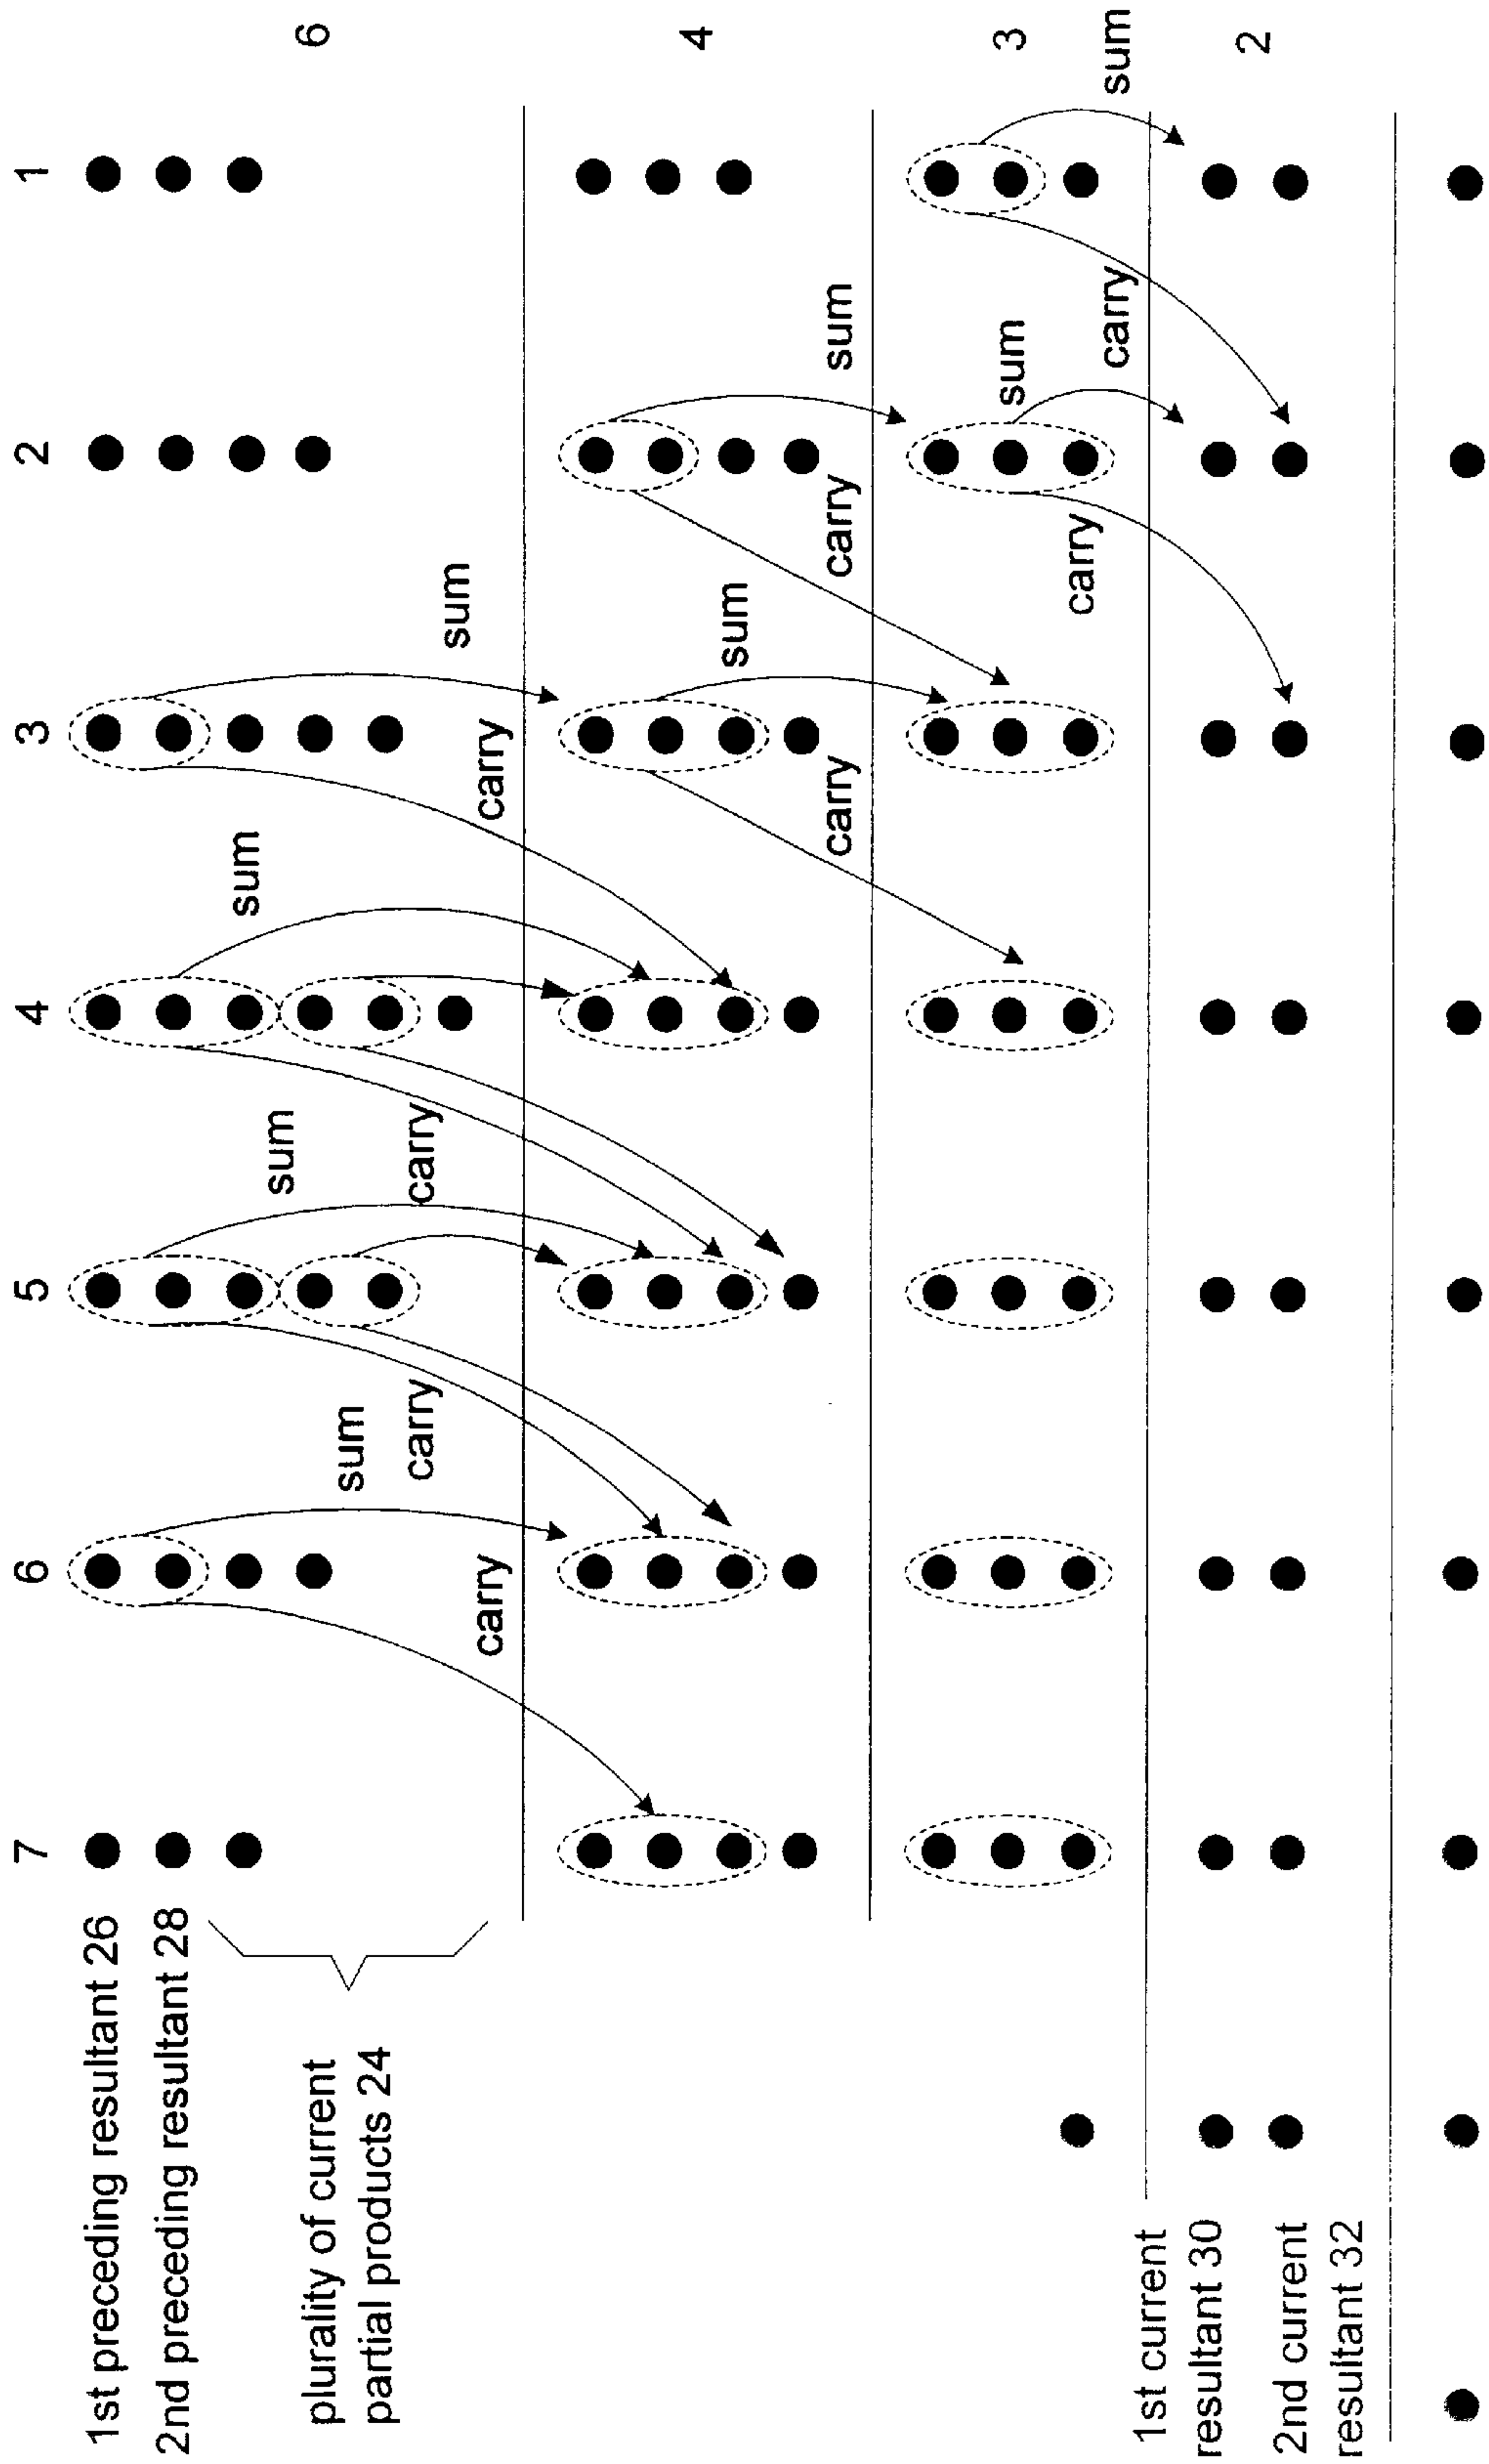 7 6 5 4 3 2 1
1st preceding resultant 26
2nd preceding resultant 28
sum
sum
plurality of current
6
sum
partial products 24
carry carry
sum
carry carry
4
sum
carry carry sum
sum 3
carry
carry sum
1st current
resultant 30
2
2nd current
resultant 32